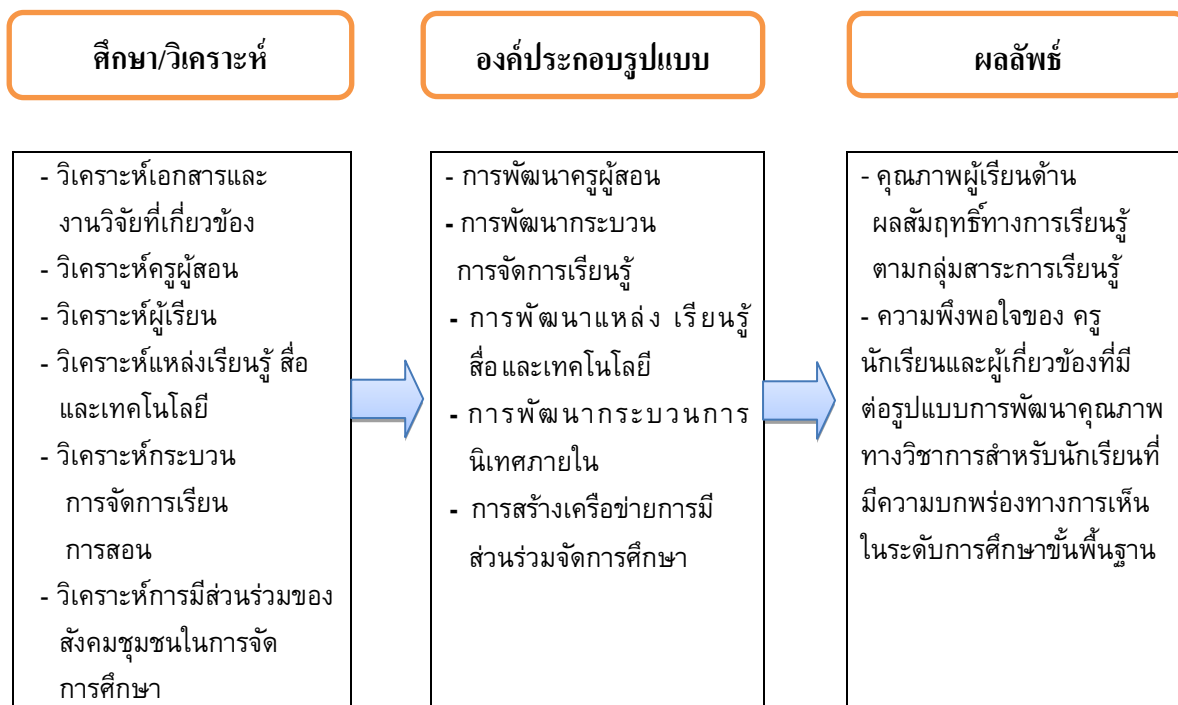 ศึกษา/วิเคราะห์
องค์ประกอบรูปแบบ
ผลลัพธ์
- วิเคราะห์เอกสารและ
งานวิจัยที่เกี่ยวข้อง
- วิเคราะห์ครูผู้สอน
- วิเคราะห์ผู้เรียน
- วิเคราะห์แหล่งเรียนรู้ สื่อ
และเทคโนโลยี
- วิเคราะห์กระบวน
การจัดการเรียน
การสอน
- วิเคราะห์การมีส่วนร่วมของ
สังคมชุมชนในการจัด
การศึกษา
- การพัฒนาครูผู้สอน
- การพัฒนากระบวน
การจัดการเรียนรู้
- การพัฒนาแหล่ง เรียนรู้
สื่อ และเทคโนโลยี
- การพัฒนากระบวนการ
นิเทศภายใน
- การสร้างเครือข่ายการมี
ส่วนร่วมจัดการศึกษา
- คุณภาพผู้เรียนด้าน
ผลสัมฤทธิ์ทางการเรียนรู้
ตามกลุ่มสาระการเรียนรู้
- ความพึงพอใจของ ครู
นักเรียนและผู้เกี่ยวข้องที่มี
ต่อรูปแบบการพัฒนาคุณภาพ
ทางวิชาการสำหรับนักเรียนที่
มีความบกพร่องทางการเห็น
ในระดับการศึกษาขั้นพื้นฐาน